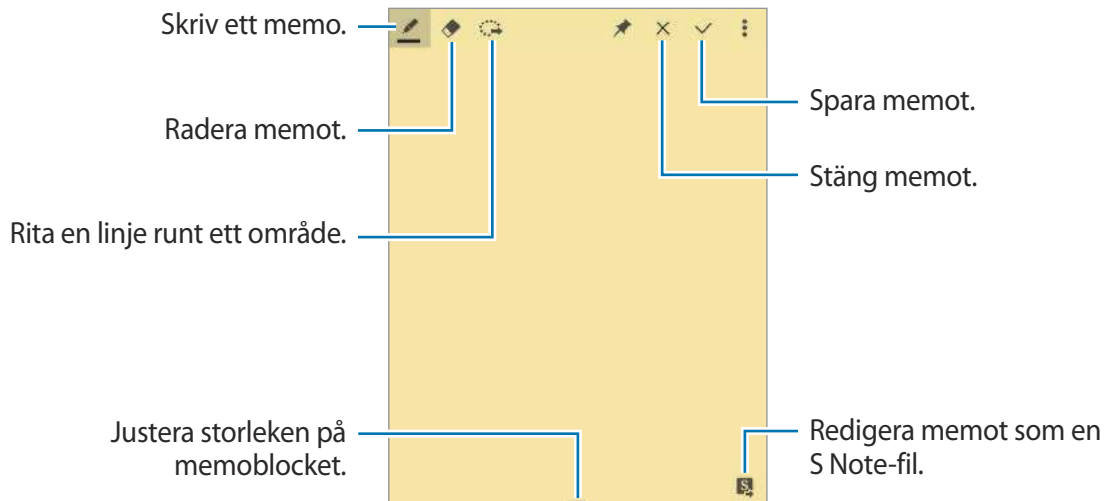 Skriv ett memo.
Radera memot.
Rita en linje runt ett område.
Justera storleken på
memoblocket.
Spara memot.
Stäng memot.
Redigera memot som en
S Note-fil.
S